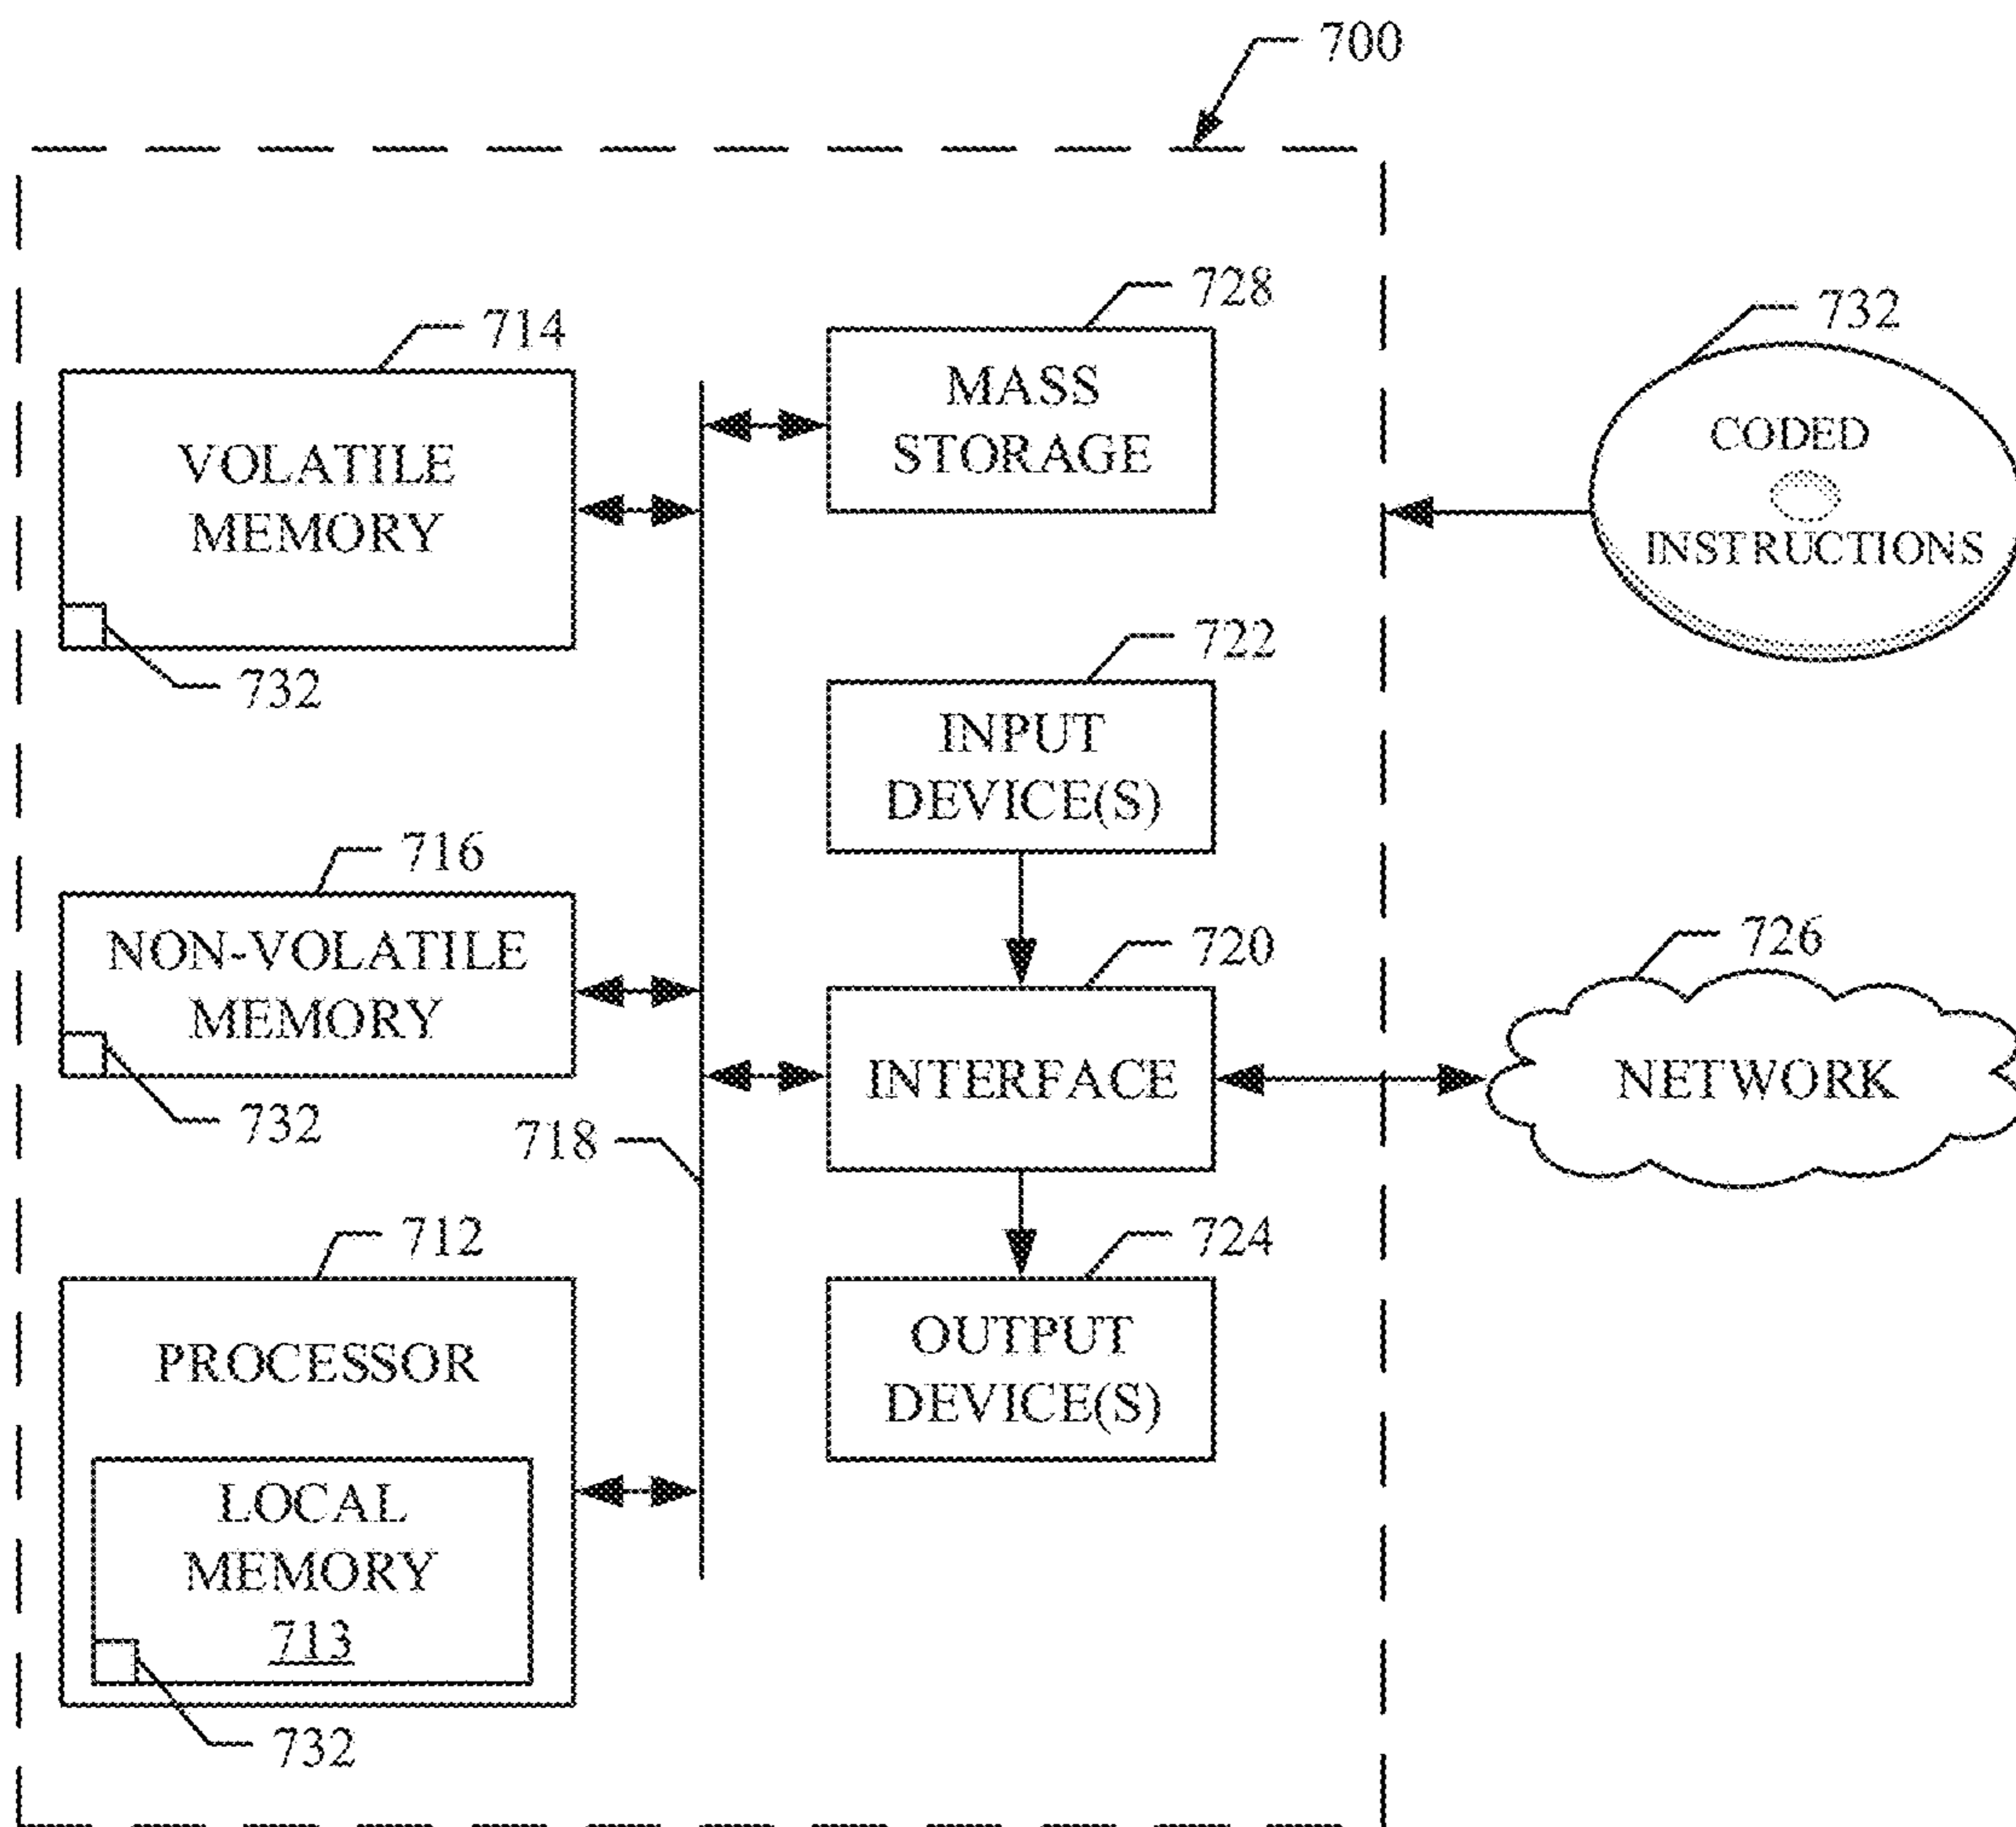 700
728
714
732
MASS
STORAGE
VOLATILE
MEMORY
CODED
INSTRUCTIONS
732
722
INPUT
DEVICE(S)
716
NON-VOLATILE
MEMORY
732
720
726
INTERFACE
NETWORK
718
712
724
PROCESSOR
OUTPUT
DEVICE(S)
LOCAL
MEMORY
713
732